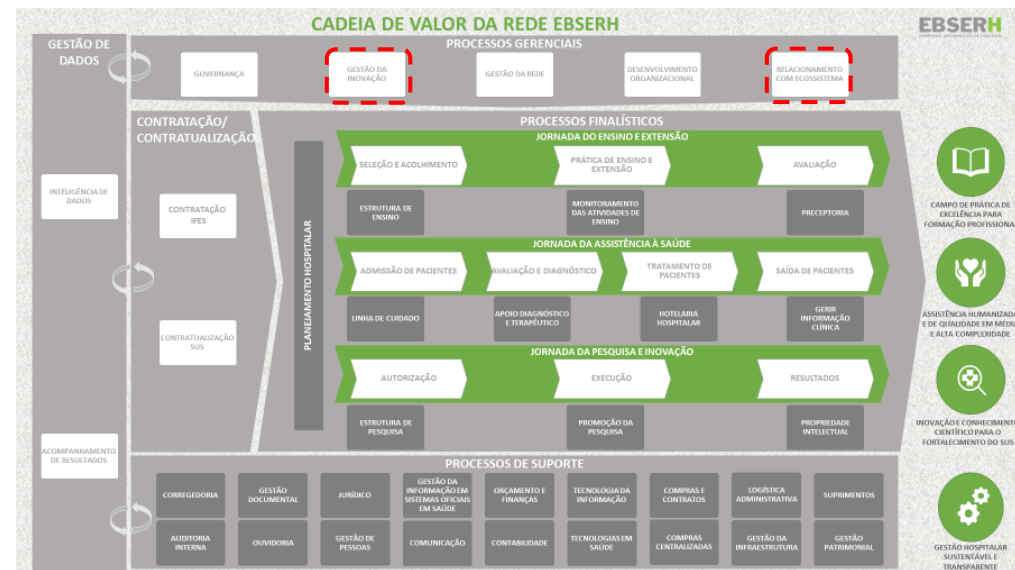 CADEIA DE VALOR DA REDE EBSERH
EBSERH
GESTÃO DE
DADOS
PROCESSOS GERENCIAIS
GOVERNANÇA
GESTÃO DA
INOVAÇÃO
GESTÃO DA REDE
DESENVOLVIMENTO
ORGANIZACIONAL
RELACIONAMENTO
COM ECOSSISTEMA
INTELIGÊNCIA DE
DADOS
ACOMPANHAMENTO
DE RESULTADOS
CONTRATAÇÃO/
CONTRATUALIZAÇÃO
CONTRATAÇÃO
IFES
CONTRATUALIZAÇÃO
SUS
PROCESSOS FINALÍSTICOS
PLANEJAMENTO HOSPITALAR
JORNADA DO ENSINO E EXTENSÃO
SELEÇÃO E ACOLHIMENTO
PRÁTICA DE ENSINO E
EXTENSÃO
AVALIAÇÃO
ESTRUTURA DE
ENSINO
MONITORAMENTO
DAS ATIVIDADES DE
ENSINO
PRECEPTORIA
JORNADA DA ASSISTÊNCIA À SAÚDE
ADMISSÃO DE PACIENTES
AVALIAÇÃO E DIAGNÓSTICO
TRATAMENTO DE
PACIENTES
SAÍDA DE PACIENTES
LINHA DE CUIDADO
APOIO DIAGNÓSTICO
E TERAPÊUTICO
HOTELARIA
HOSPITALAR
GERIR
INFORMAÇÃO
CLÍNICA
JORNADA DA PESQUISA E INOVAÇÃO
AUTORIZAÇÃO
EXECUÇÃO
RESULTADOS
ESTRUTURA DE
PESQUISA
PROMOÇÃO DA
PESQUISA
PROPRIEDADE
INTELECTUAL
PROCESSOS DE SUPORTE
CORREGEDORIA
GESTÃO
DOCUMENTAL
JURÍDICO
GESTÃO DA
INFORMAÇÃO EM
SISTEMAS OFICIAIS
EM SAÚDE
ORÇAMENTO E
FINANÇAS
TECNOLOGIA DA
INFORMAÇÃO
COMPRAS E
CONTRATOS
LOGÍSTICA
ADMINISTRATIVA
SUPRIMENTOS
AUDITORIA
INTERNA
OUVIDORIA
GESTÃO DE
PESSOAS
COMUNICAÇÃO
CONTABILIDADE
TECNOLOGIAS EM
SAÚDE
COMPRAS
CENTRALIZADAS
GESTÃO DA
INFRAESTRUTURA
GESTÃO
PATRIMONIAL
CAMPO DE PRÁTICA DE
EXCELÊNCIA PARA
FORMAÇÃO PROFISSIONA
ASSISTÊNCIA HUMANIZADA
E DE QUALIDADE EM MÉDI
E ALTA COMPLEXIDADE
INOVAÇÃO E CONHECIMENT
CIENTÍFICO PARA O
FORTALECIMENTO DO SUS
GESTÃO HOSPITALAR
SUSTENTÁVEL E
TRANSPARENTE